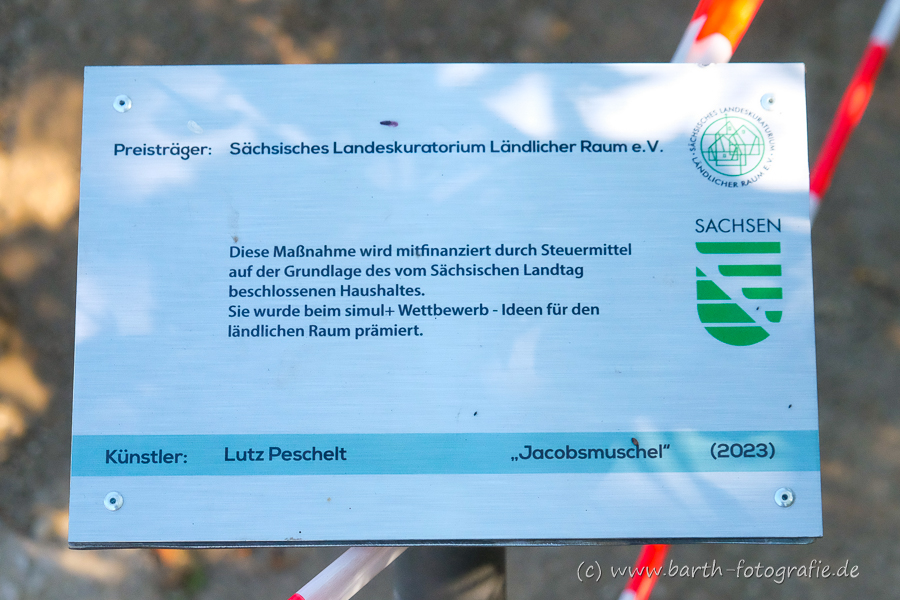 Preisträger: Sächsisches Landeskuratorium Ländlicher Raum e.V.
SÄCHSISCHES LANDESKURATORIUM
LÄNDLICHER RAUM E.V.
SACHSEN
Diese Maßnahme wird mitfinanziert durch Steuermittel
auf der Grundlage des vom Sächsischen Landtag
beschlossenen Haushaltes.
Sie wurde beim simul+ Wettbewerb - Ideen für den
ländlichen Raum prämiert.
Künstler: Lutz Peschelt „Jacobsmuschel“ (2023)
(c) www.barth-fotografie.de